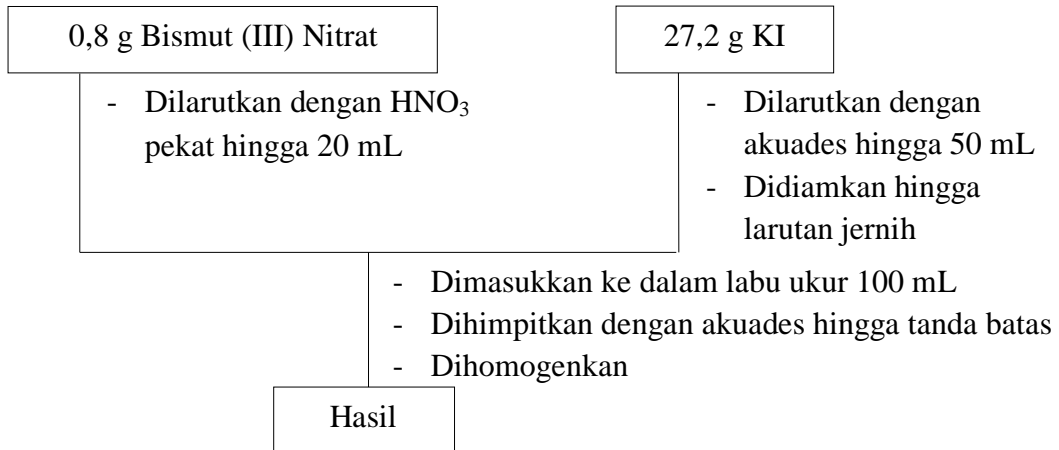 0,8 g Bismut (III) Nitrat
- Dilarutkan dengan HNO₃
pekat hingga 20 mL
27,2 g KI
- Dilarutkan dengan
akuades hingga 50 mL
- Didiamkan hingga
larutan jernih
- Dimasukkan ke dalam labu ukur 100 mL
- Dihimpitkan dengan akuades hingga tanda batas
- Dihomogenkan
Hasil